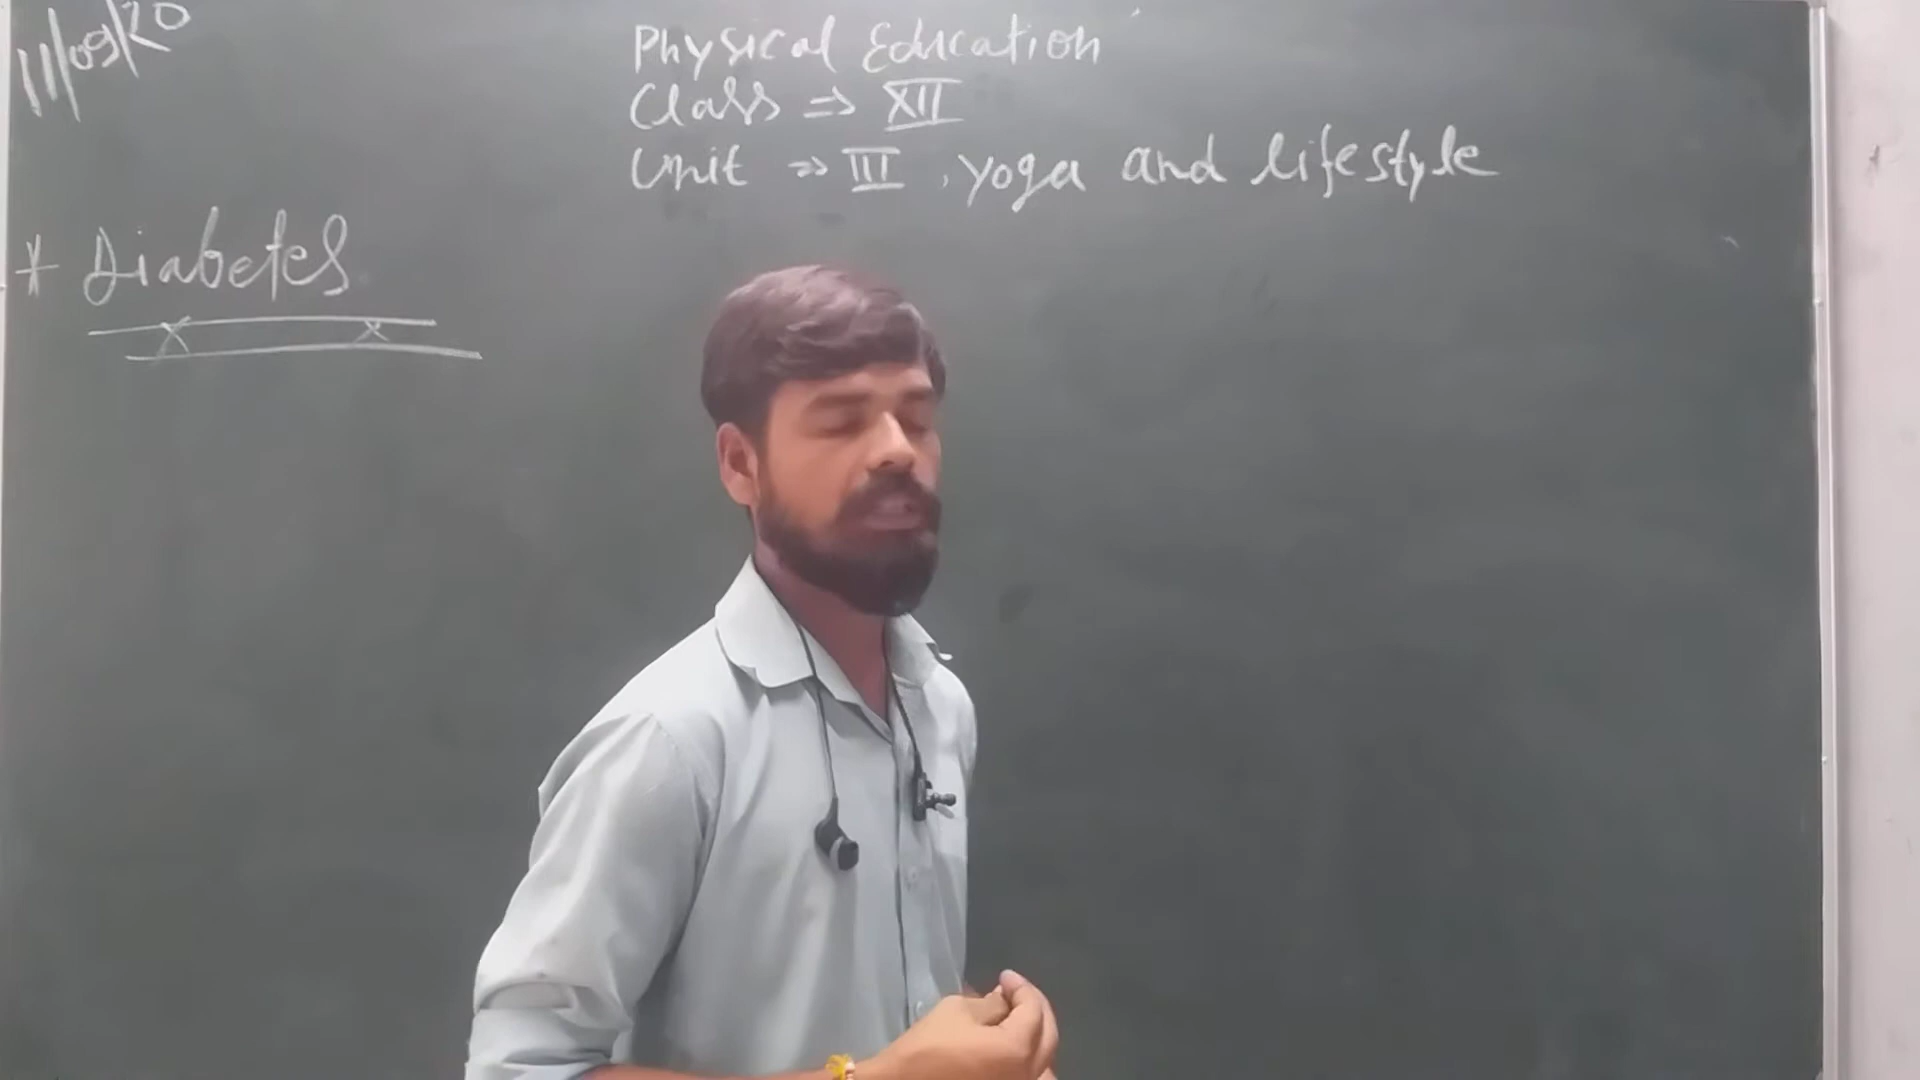 11/09/20
Physical Education
Class ⇒ XII
Unit ⇒ III, yoga and lifestyle
* Diabetes